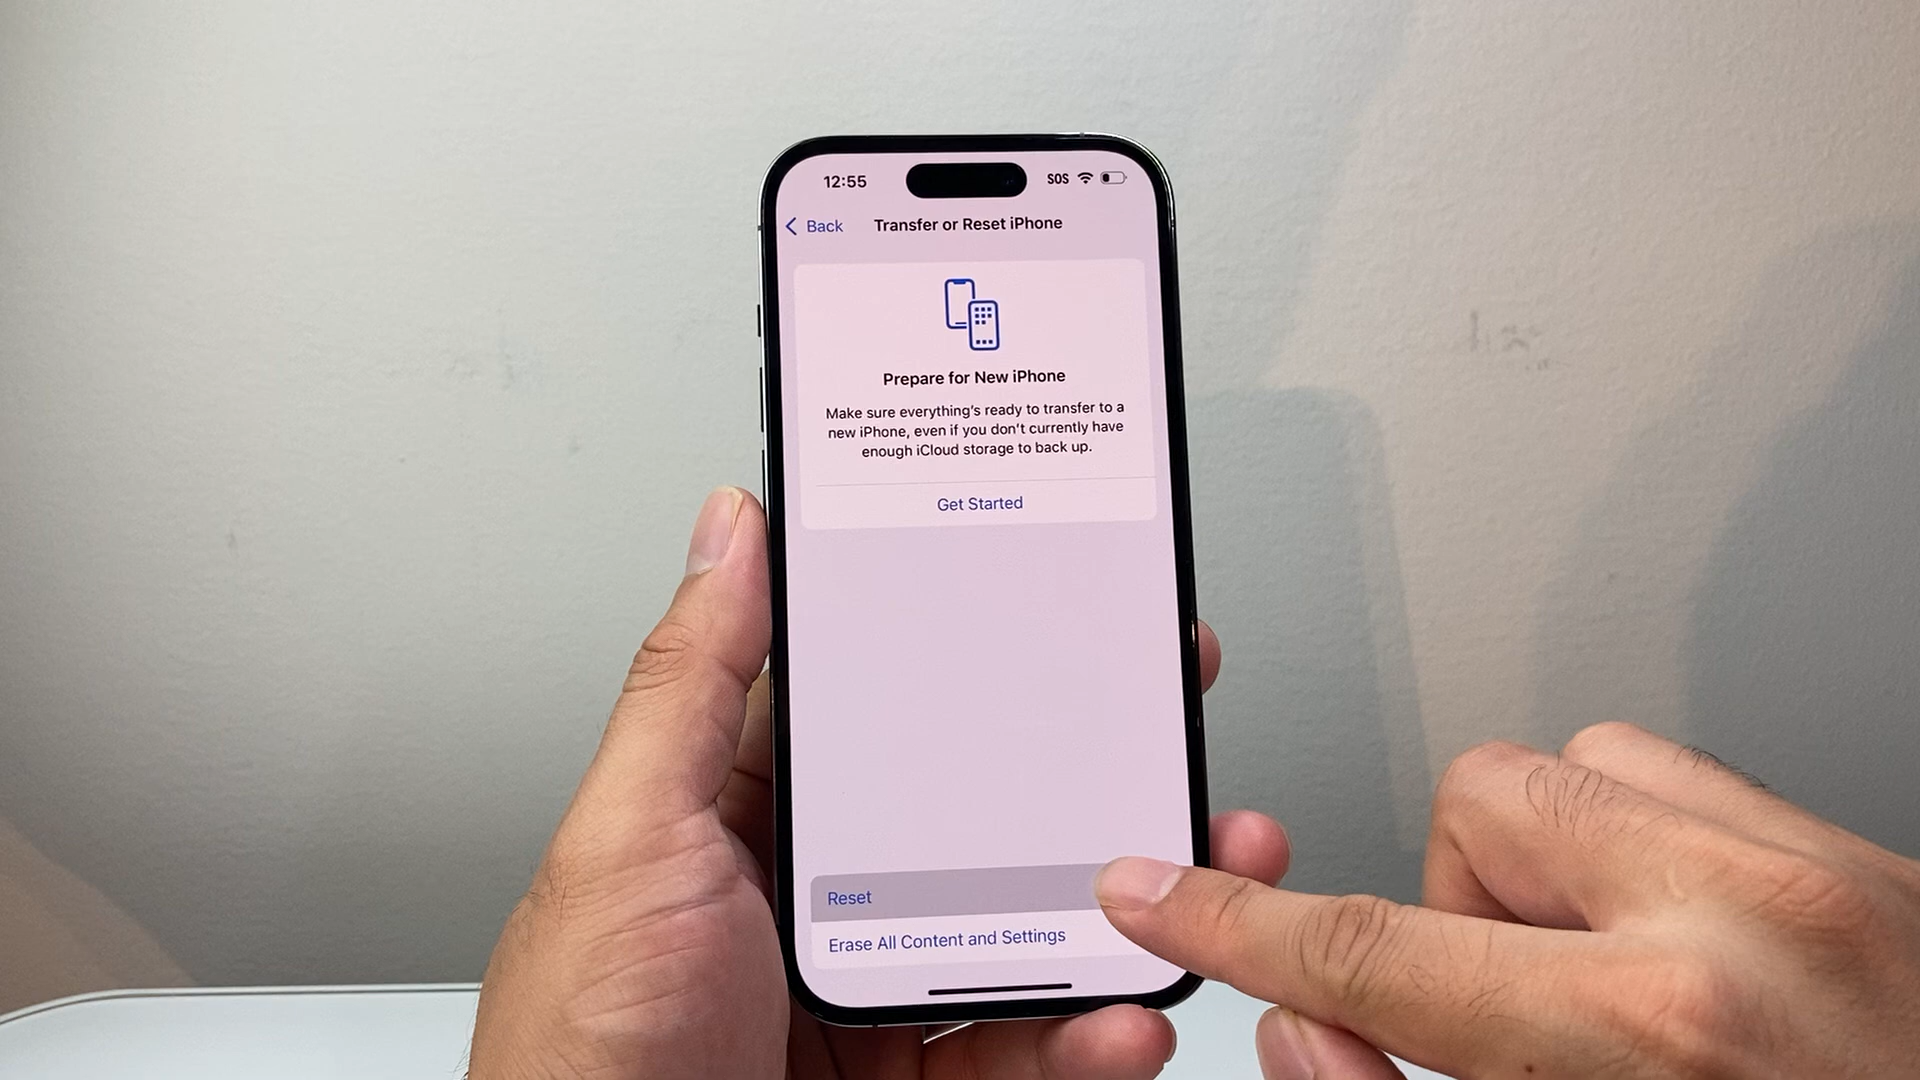 12:55 SOS
Back Transfer or Reset iPhone
Prepare for New iPhone
Make sure everything's ready to transfer to a
new iPhone, even if you don't currently have
enough iCloud storage to back up.
Get Started
Reset
Erase All Content and Settings